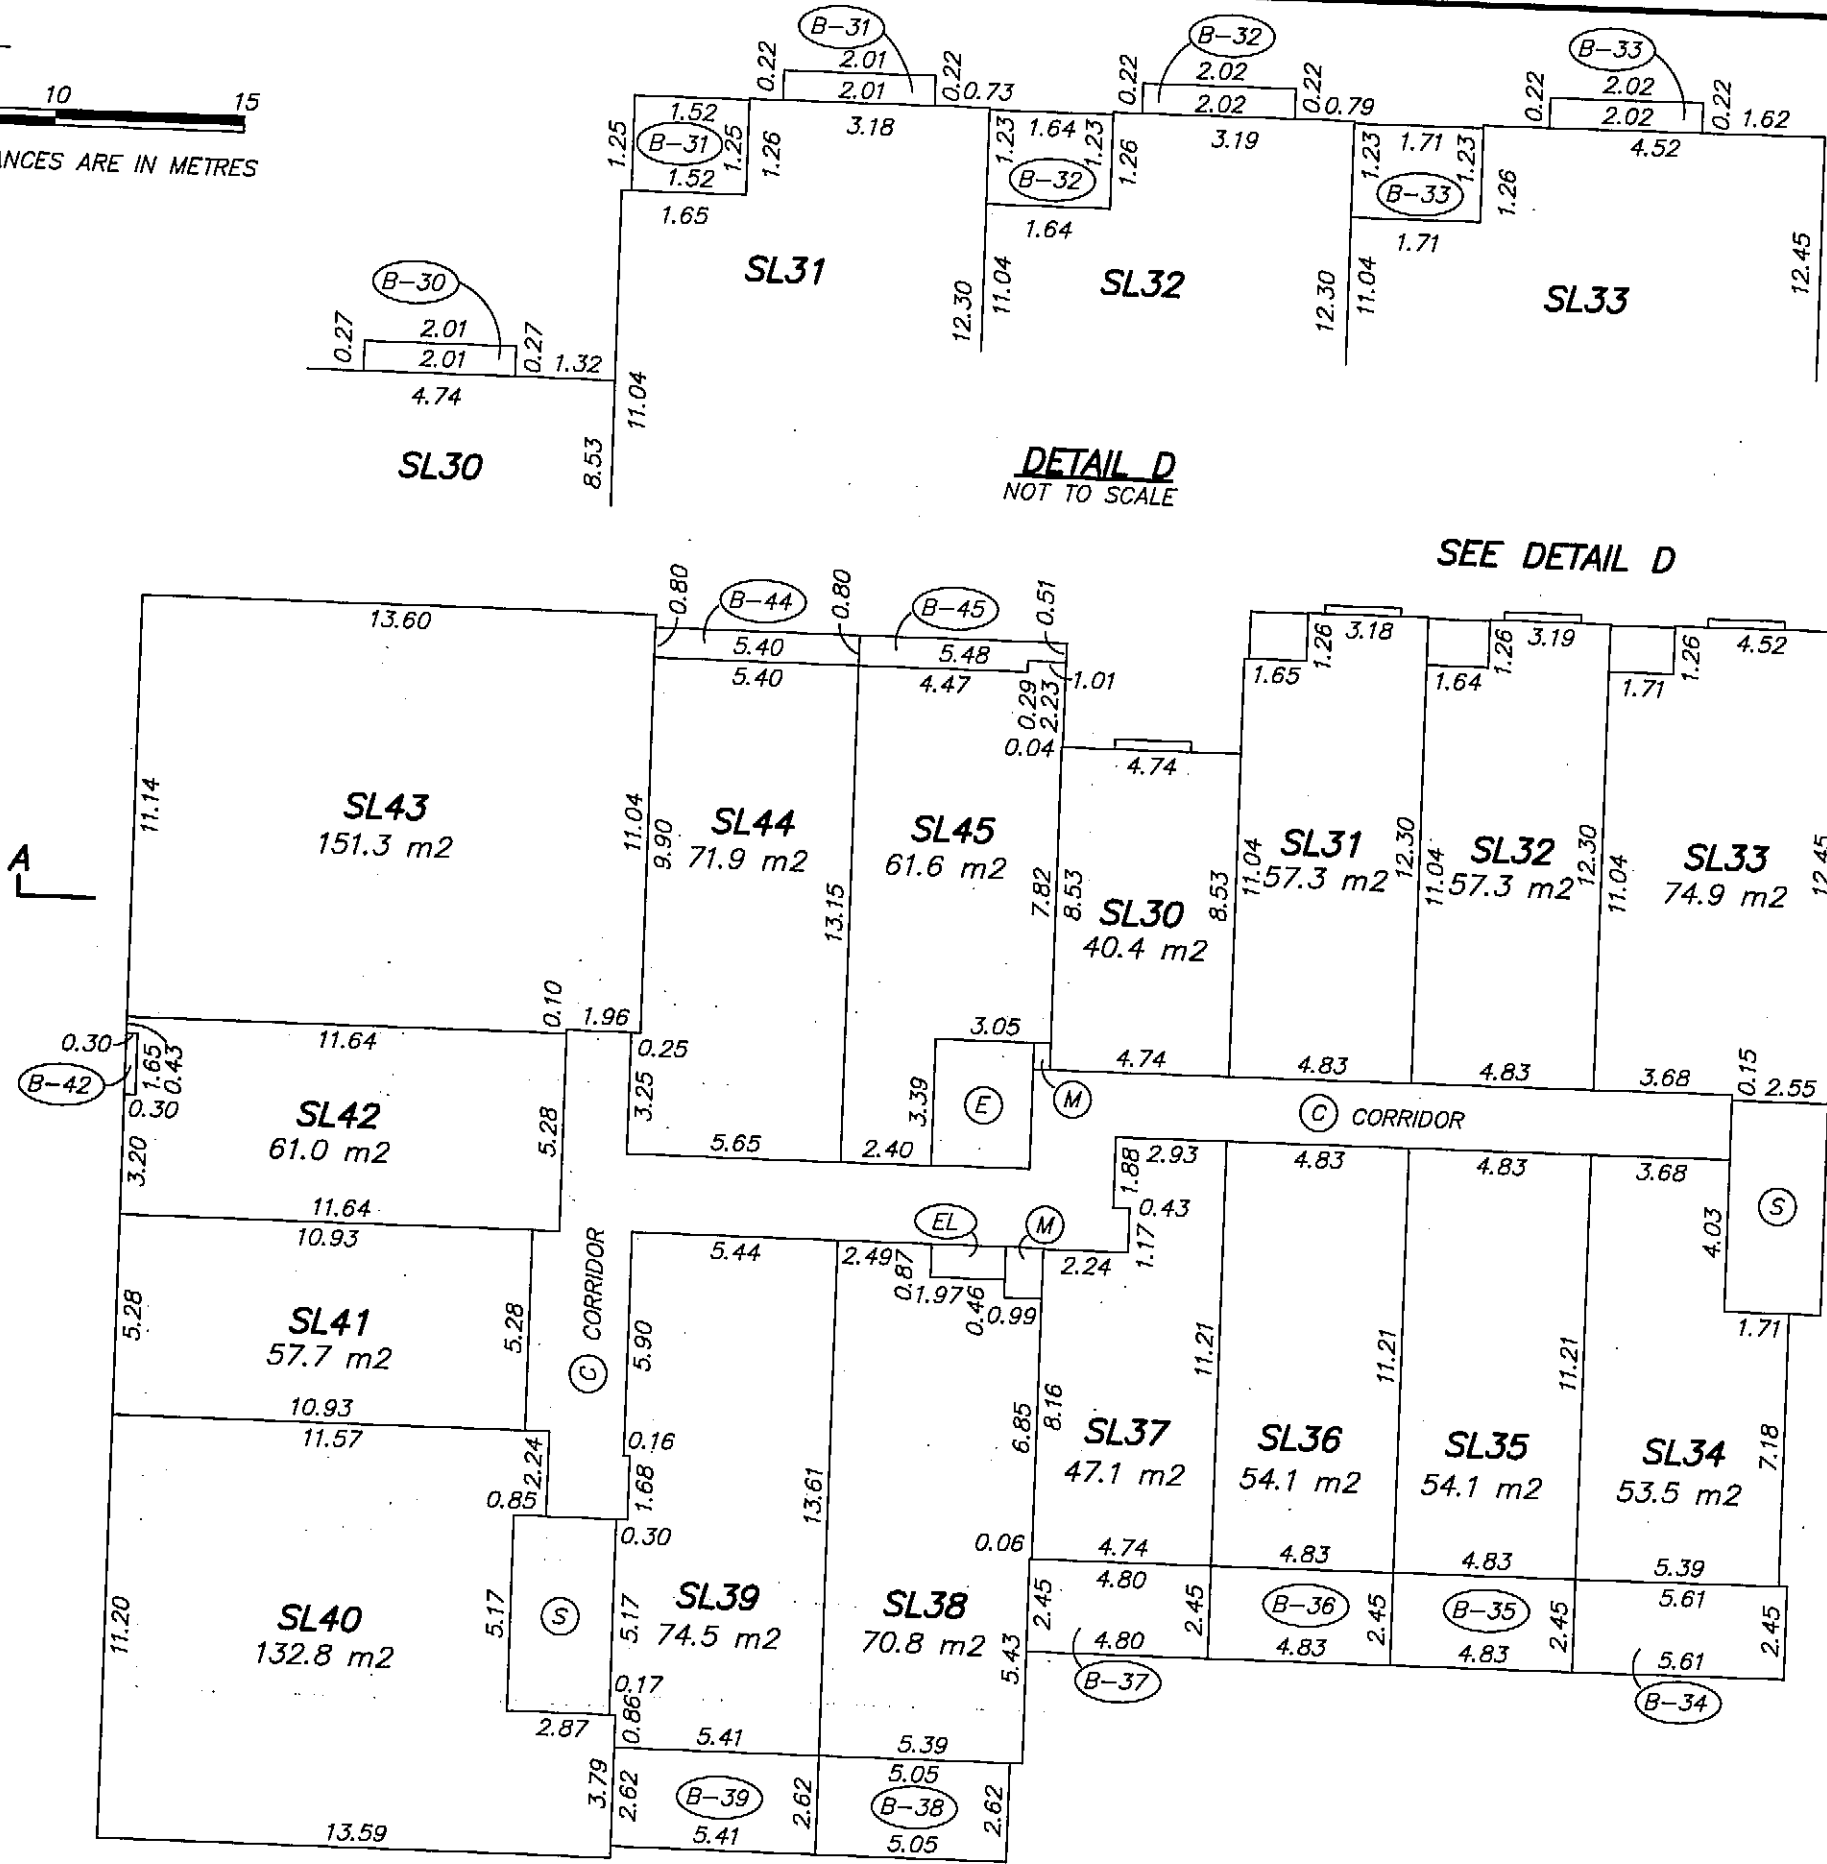 10 15
ANCES ARE IN METRES
B-31 B-32 B-33
0.22 2.01 0.22 0.73
2.01
0.22 2.02 0.22 0.79
2.02
0.22 2.02 0.22 1.62
2.02
1.52 3.18 1.64 3.19 1.71 4.52
1.25 B-31 1.25 1.26
1.23 B-32 1.23 1.26
1.23 B-33 1.23 1.26
1.52
1.65 1.64 1.71
SL31 SL32 SL33
12.30 11.04 12.30 11.04 12.45
B-30
0.27 2.01 0.27 1.32
2.01
4.74
11.04
SL30 8.53
DETAIL D
NOT TO SCALE
SEE DETAIL D
13.60 0.80 B-44 0.80 B-45 0.51
5.40 5.48
5.40 4.47 1.01
0.29 2.23
0.04
1.26 3.18 1.26 3.19 1.26 4.52
1.65 1.64 1.71
4.74
A
11.14
SL43
151.3 m2
11.04 9.90
SL44
71.9 m2
13.15
SL45
61.6 m2
7.82 8.53
SL30
40.4 m2
8.53 11.04
SL31
57.3 m2
12.30 11.04
SL32
57.3 m2
12.30 11.04
SL33
74.9 m2
12.45
0.10 1.96
11.64
0.30 1.65 0.43
B-42
0.30
0.25
3.25
3.05
3.39 E M
4.74 4.83 4.83 3.68 0.15 2.55
C CORRIDOR
SL42
61.0 m2
5.28
3.20
11.64
5.65 2.40
2.93 4.83 4.83 3.68
1.88
0.43
1.17
S
4.03
1.71
10.93
5.28
SL41
57.7 m2
5.28
C CORRIDOR
10.93
5.44 2.49 EL M 2.24
0.87
0.46
1.97
0.99
5.90
11.57
2.24
0.85
0.16
1.68
0.30
13.61
6.85 8.16
SL37
47.1 m2
11.21
SL36
54.1 m2
11.21
SL35
54.1 m2
11.21
SL34
53.5 m2
7.18
0.06
4.74 4.83 4.83 5.39
4.80 5.61
2.45 2.45 B-36 2.45 B-35 2.45 2.45
4.80 4.83 4.83 5.61
B-37 B-34
11.20
SL40
132.8 m2
5.17 S 5.17
SL39
74.5 m2
SL38
70.8 m2
5.43
0.17
2.87 0.86
5.41 5.39
5.05
3.79 2.62 B-39 2.62 B-38 2.62
13.59 5.41 5.05